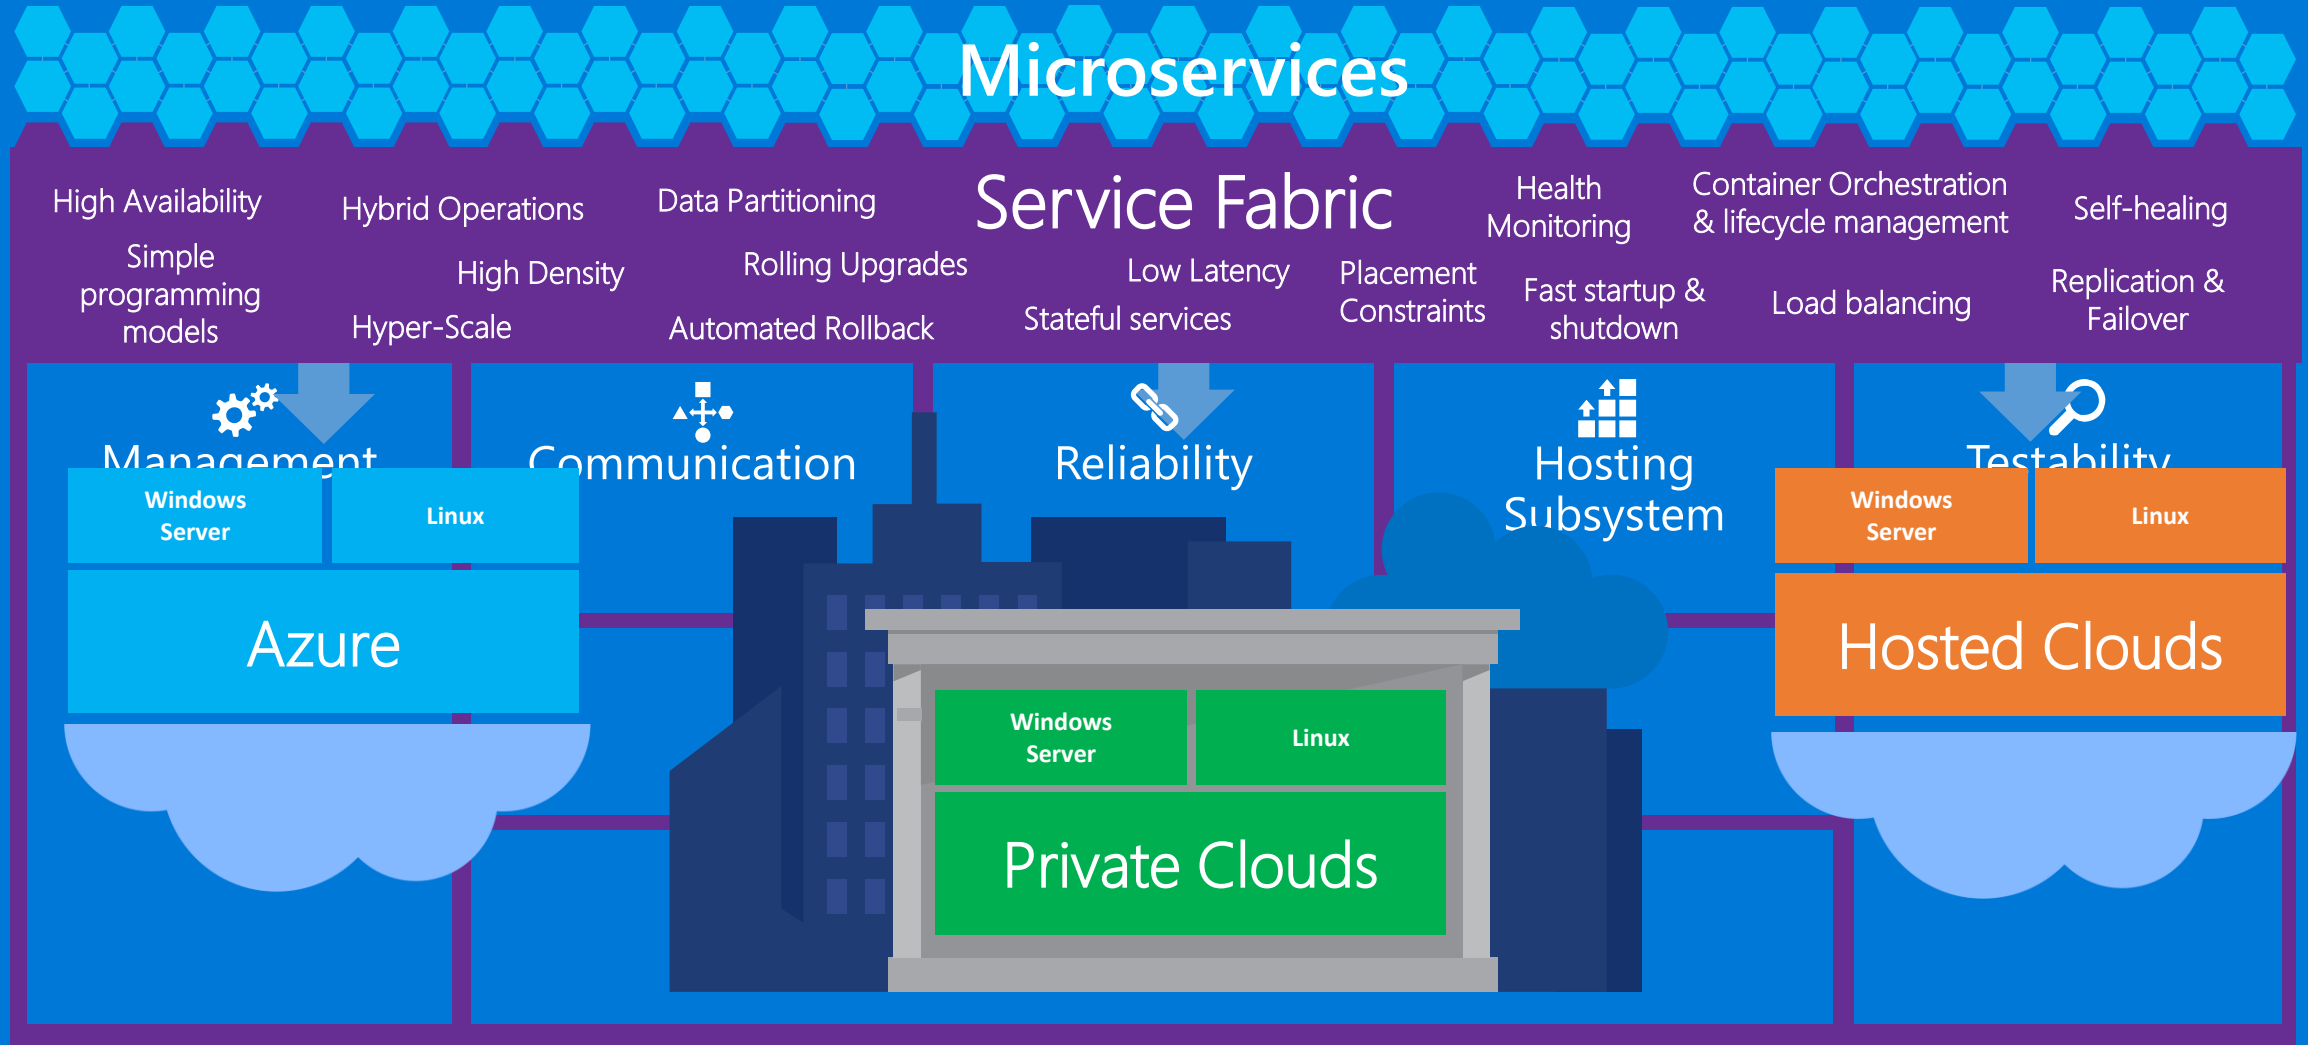 Microservices
Service Fabric
High Availability
Hybrid Operations
Data Partitioning
Health
Monitoring
Container Orchestration
& lifecycle management
Self-healing
Simple
programming
models
High Density
Rolling Upgrades
Low Latency
Placement
Constraints
Fast startup &
shutdown
Load balancing
Replication &
Failover
Hyper-Scale
Automated Rollback
Stateful services
Management
Communication
Reliability
Hosting
Subsystem
Testability
Windows
Server
Linux
Azure
Windows
Server
Linux
Private Clouds
Windows
Server
Linux
Hosted Clouds